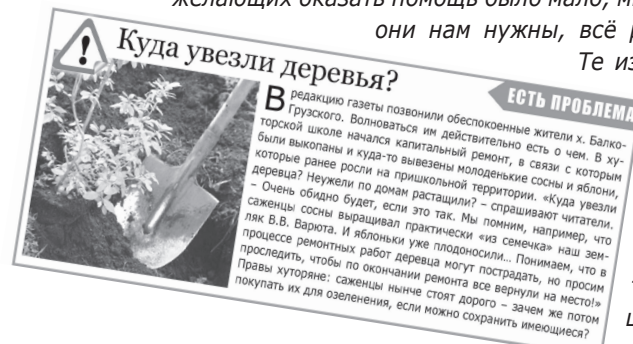 желающих оказать помощь было мало,
они нам нужны, всё
Те из
Куда увезли деревья?
ЕСТЬ ПРОБЛЕМА
В редакцию газеты позвонили обеспокоенные жители х. Балко-
Грузского. Волноваться им действительно есть о чем. В ху-
торской школе начался капитальный ремонт, в связи с которым
были выкопаны и куда-то вывезены молоденькие сосны и яблони,
которые ранее росли на пришкольной территории. «Куда увезли
деревца? Неужели по домам растащили? – спрашивают читатели.
– Очень обидно будет, если это так. Мы помним, например, что
саженцы сосны выращивал практически «из семечка» наш зем-
ляк В.В. Варюта. И яблоньки уже плодоносили... Понимаем, что в
процессе ремонтных работ деревца могут пострадать, но просим
проследить, чтобы по окончании ремонта все вернули на место!»
Правы хуторяне: саженцы нынче стоят дорого – зачем же потом
покупать их для озеленения, если можно сохранить имеющиеся?